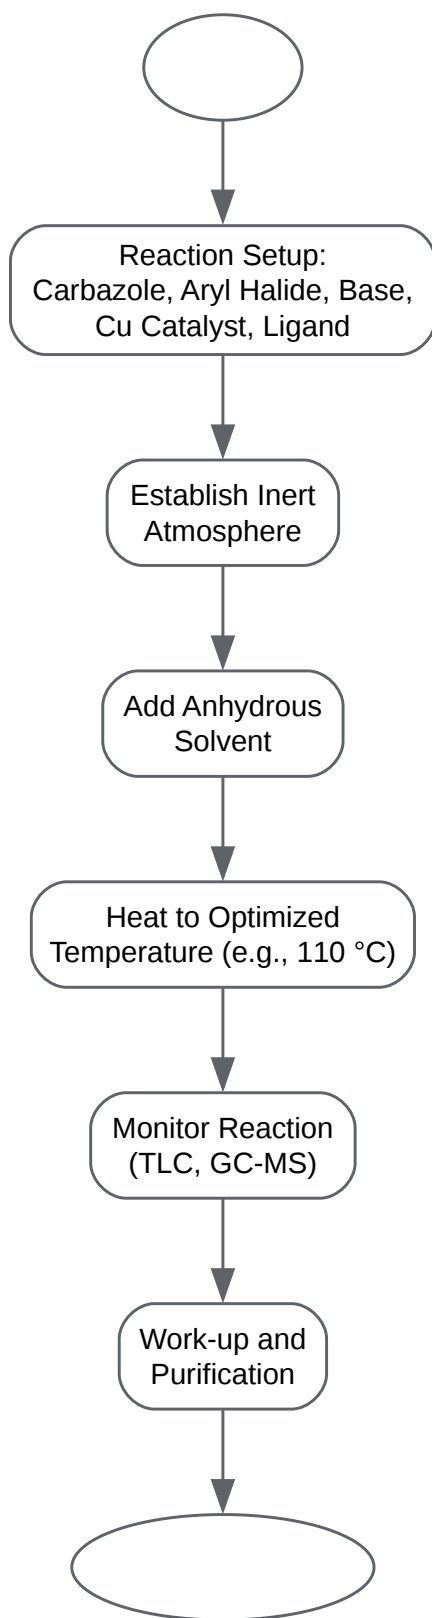 Reaction Setup:
Carbazole, Aryl Halide, Base,
Cu Catalyst, Ligand
Establish Inert
Atmosphere
Add Anhydrous
Solvent
Heat to Optimized
Temperature (e.g., 110 °C)
Monitor Reaction
(TLC, GC-MS)
Work-up and
Purification